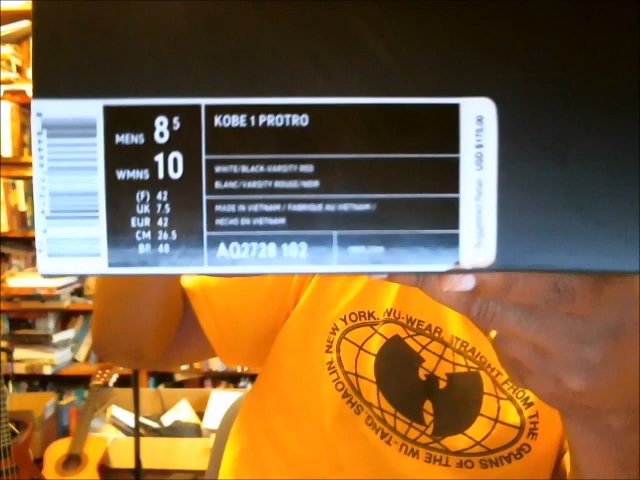 MENS 8 5
WMNS 10
(F) 42
UK 7.5
EUR 42
CM 26.5
BR 40
KOBE 1 PROTRO
WHITE/BLACK-VARSITY RED
BLANC/VARSITY ROUGE/NOIR
MADE IN VIETNAM / FABRIQUE AU VIETNAM /
HECHO EN VIETNAM
AQ2728 102
Suggested Retail USD $175.00
NEW YORK. WU-WEAR. STRAIGHT FROM THE GRAINS OF THE WU-TANG. SHAOLIN.